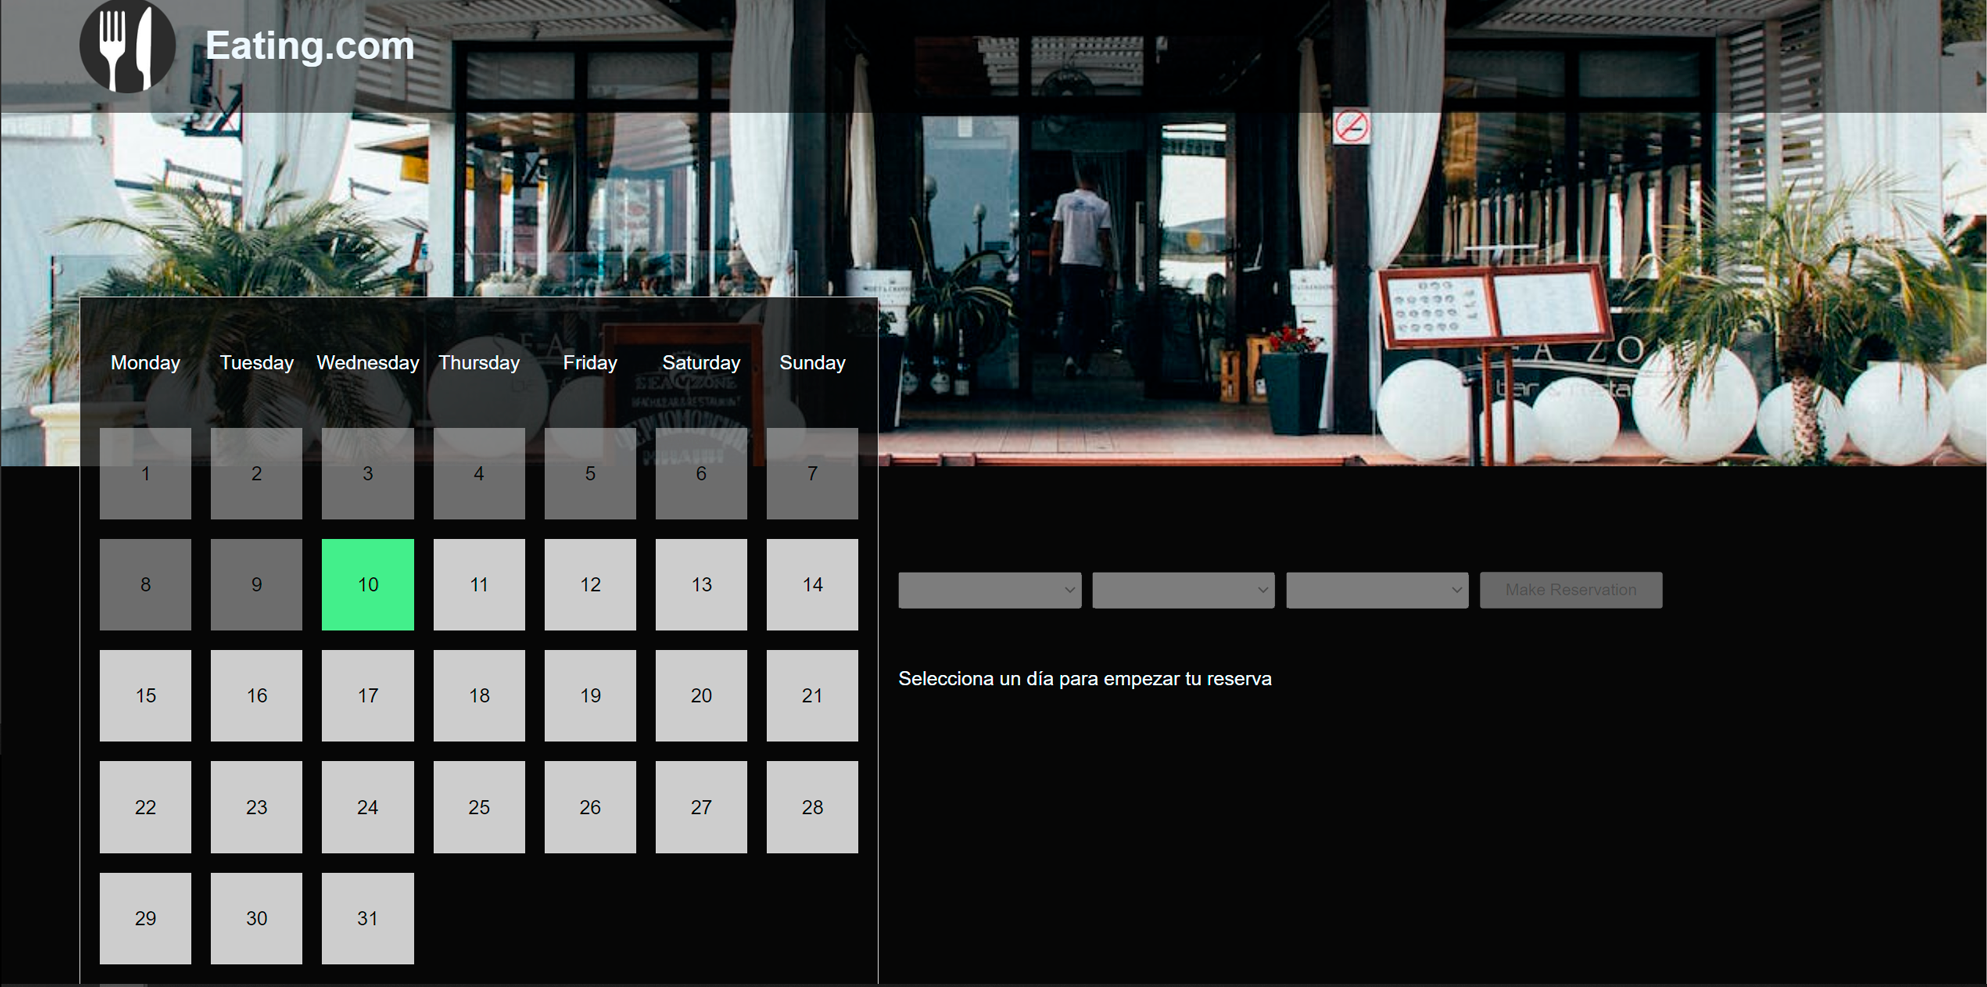 Eating.com
Monday Tuesday Wednesday Thursday Friday Saturday Sunday
1 2 3 4 5 6 7
8 9 10 11 12 13 14
Make Reservation
15 16 17 18 19 20 21
Selecciona un día para empezar tu reserva
22 23 24 25 26 27 28
29 30 31